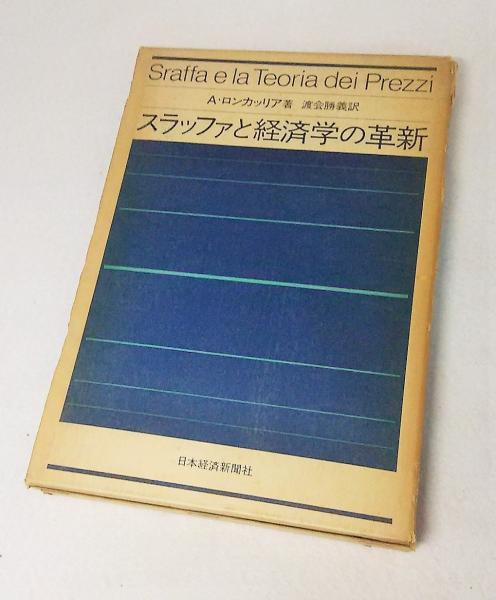 Sraffa e la Teoria dei Prezzi
A・ロンカッリア著 渡会勝義訳
スラッファと経済学の革新
日本経済新聞社